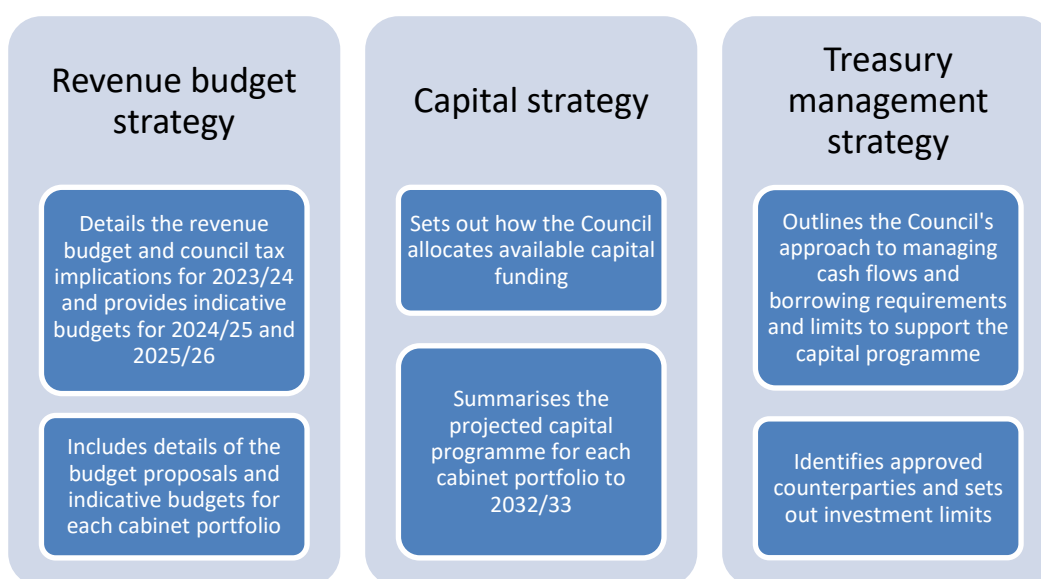 Revenue budget
strategy
Details the revenue
budget and council tax
implications for 2023/24
and provides indicative
budgets for 2024/25 and
2025/26
Includes details of the
budget proposals and
indicative budgets for
each cabinet portfolio
Capital strategy
Sets out how the Council
allocates available capital
funding
Summarises the
projected capital
programme for each
cabinet portfolio to
2032/33
Treasury
management
strategy
Outlines the Council's
approach to managing
cash flows and
borrowing requirements
and limits to support the
capital programme
Identifies approved
counterparties and sets
out investment limits